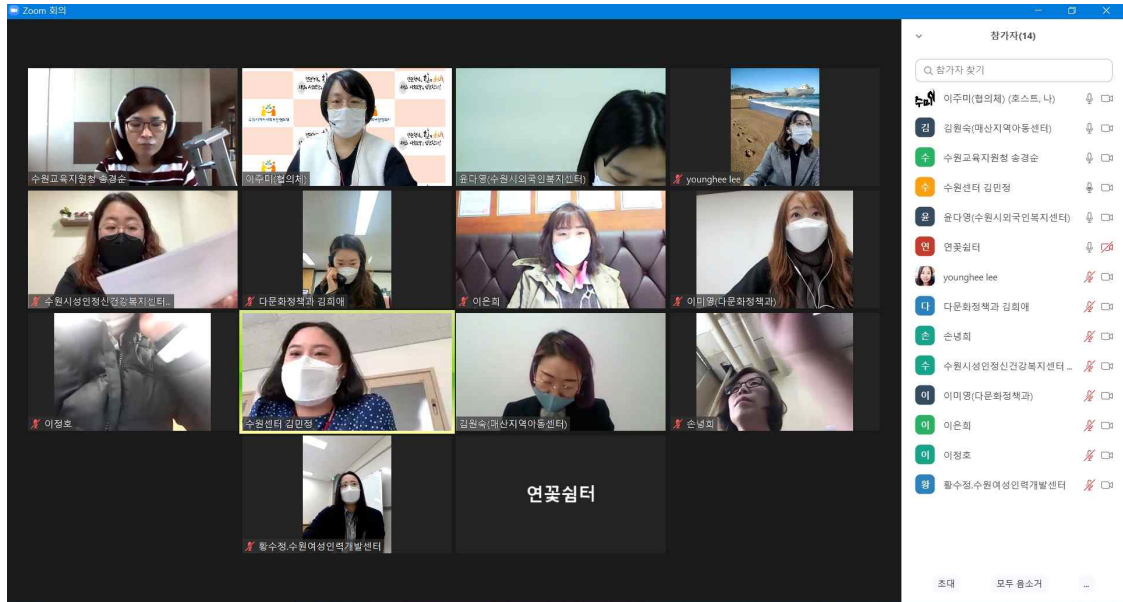 Zoom 회의
수원교육지원청 송경순
이주미(협의체)
윤다영(수원시외국인복지센터)
younghee lee
수원시성인정신건강복지센터...
다문화정책과 김희애
이은희
이미영(다문화정책과)
이정호
수원센터 김민정
김원숙(매산지역아동센터)
손녕희
황수정.수원여성인력개발센터
연꽃쉼터
참가자(14)
참가자 찾기
이주미(협의체) (호스트, 나)
김 김원숙(매산지역아동센터)
수 수원교육지원청 송경순
수 수원센터 김민정
윤 윤다영(수원시외국인복지센터)
연 연꽃쉼터
younghee lee
다 다문화정책과 김희애
손 손녕희
수 수원시성인정신건강복지센터 ...
이 이미영(다문화정책과)
이 이은희
이 이정호
황 황수정.수원여성인력개발센터
초대 모두 음소거 ...